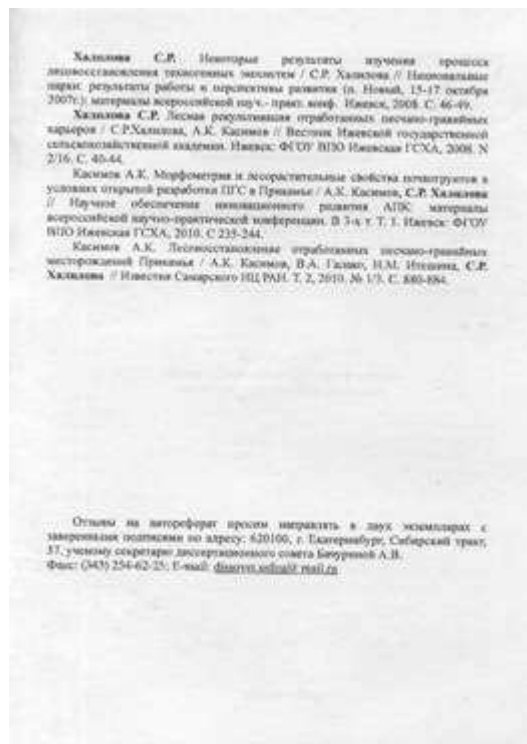 Халилова С.Р. Некоторые результаты изучения процесса
лесовосстановления техногенных экосистем / С.Р. Халилова // Национальные
парки: результаты работы и перспективы развития (п. Новый, 15-17 октября
2007г.): материалы всероссийской науч.- практ. конф. Ижевск, 2008. С. 46-49.
Халилова С.Р. Лесная рекультивация отработанных песчано-гравийных
карьеров / С.Р.Халилова, А.К. Касимов // Вестник Ижевской государственной
сельскохозяйственной академии. Ижевск: ФГОУ ВПО Ижевская ГСХА, 2008. N
2/16. С. 40-44.
Касимов А.К. Морфометрия и лесорастительные свойства почвогрунтов в
условиях открытой разработки ПГС в Прикамье / А.К. Касимов, С.Р. Халилова
// Научное обеспечение инновационного развития АПК: материалы
всероссийской научно-практической конференции. В 3-х т. Т. 1. Ижевск: ФГОУ
ВПО Ижевская ГСХА, 2010. С 235-244.
Касимов А.К. Лесовосстановление отработанных песчано-гравийных
месторождений Прикамья / А.К. Касимов, В.А. Галако, Н.М. Итешина, С.Р.
Халилова // Известия Самарского НЦ РАН. Т. 2, 2010. № 1/3. С. 880-884.
Отзывы на автореферат просим направлять в двух экземплярах с
заверенными подписями по адресу: 620100, г. Екатеринбург, Сибирский тракт,
37, ученому секретарю диссертационного совета Бачуриной А.В.
Факс: (343) 254-62-25; E-mail: